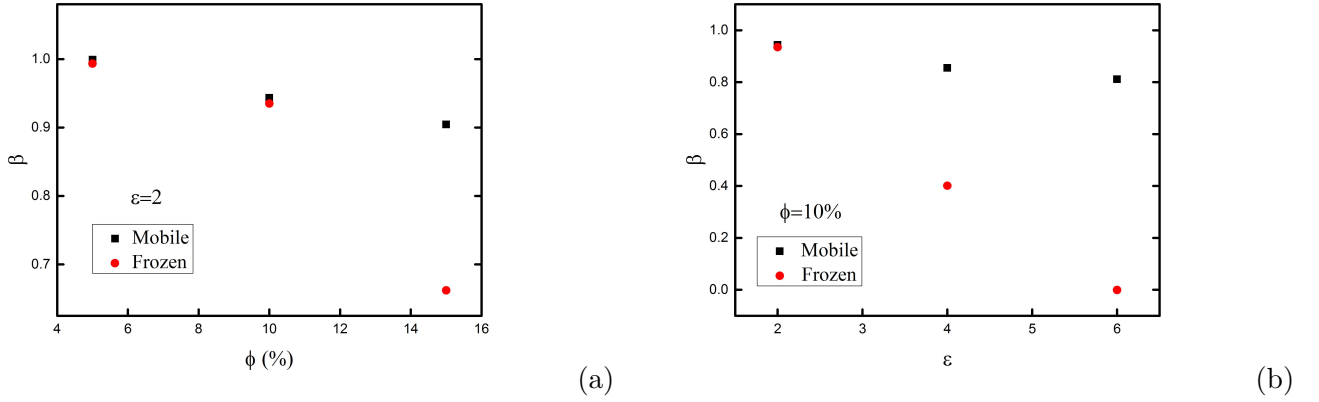 1.0
0.9
0.8
0.7
β
ε=2
Mobile
Frozen
4 6 8 10 12 14 16
ϕ (%)
(a)
1.0
0.8
0.6
0.4
0.2
0.0
β
ϕ=10%
Mobile
Frozen
2 3 4 5 6
ε
(b)